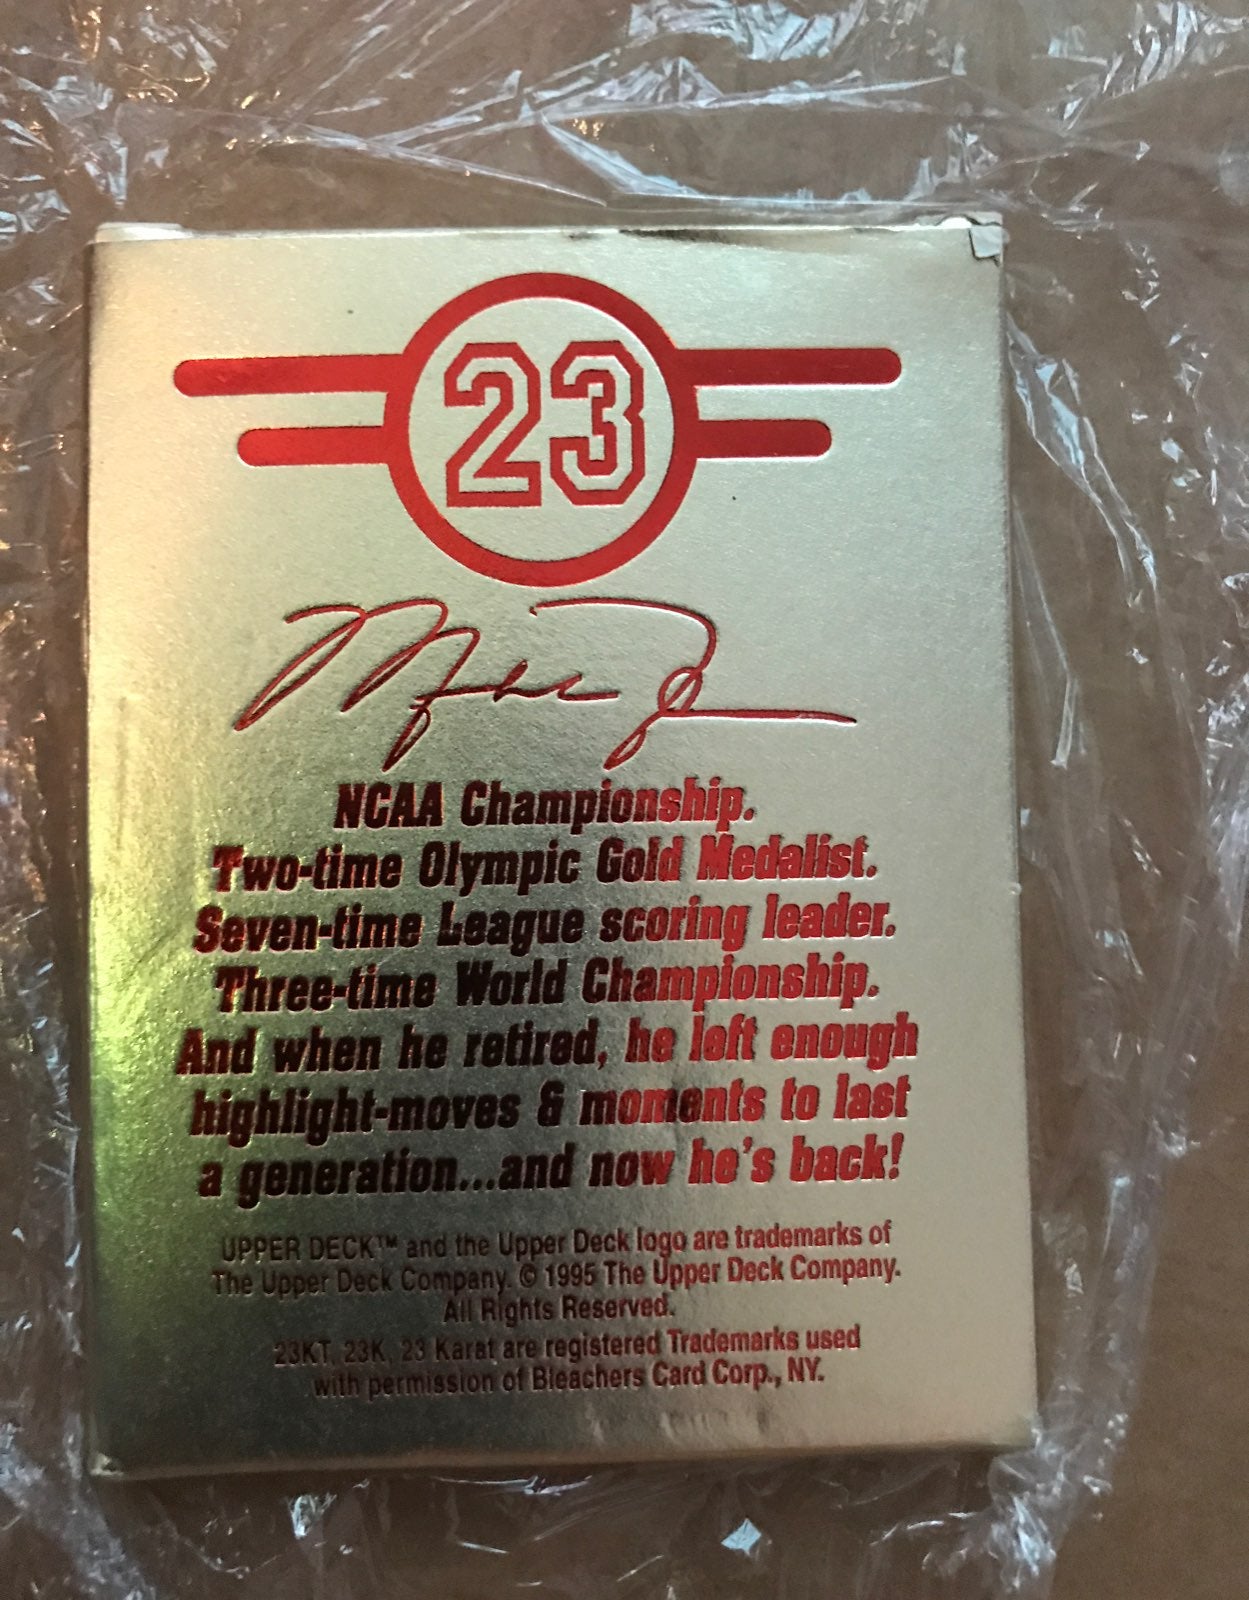 23
NCAA Championship.
Two-time Olympic Gold Medalist.
Seven-time League scoring leader.
Three-time World Championship.
And when he retired, he left enough
highlight-moves & moments to last
a generation...and now he's back!
UPPER DECK™ and the Upper Deck logo are trademarks of
The Upper Deck Company. © 1995 The Upper Deck Company.
All Rights Reserved.
23KT, 23K, 23 Karat are registered Trademarks used
with permission of Bleachers Card Corp., NY.